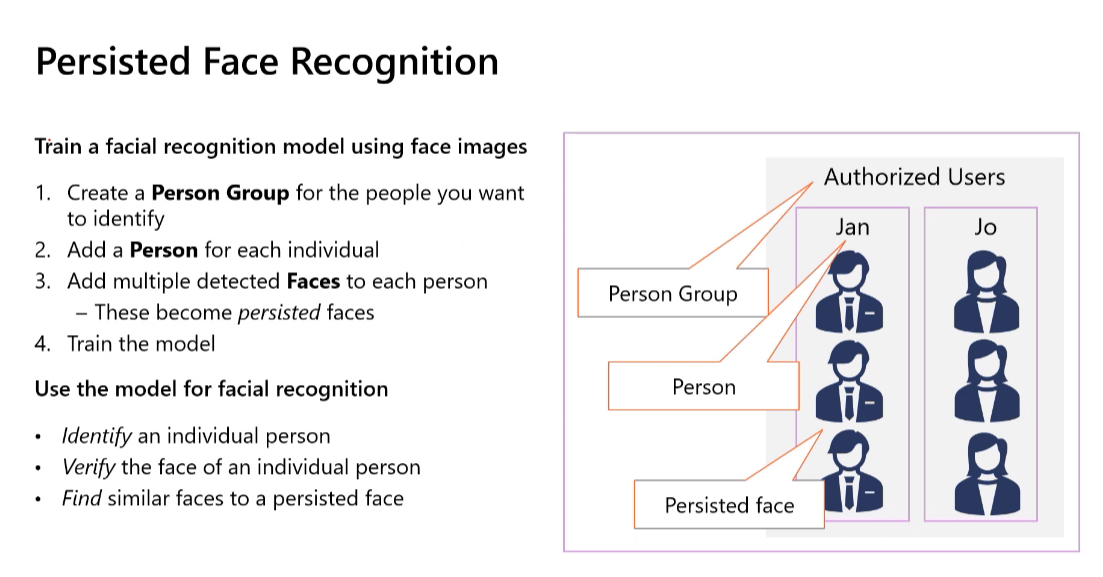 Persisted Face Recognition
Train a facial recognition model using face images
1. Create a Person Group for the people you want
to identify
2. Add a Person for each individual
3. Add multiple detected Faces to each person
– These become persisted faces
4. Train the model
Use the model for facial recognition
• Identify an individual person
• Verify the face of an individual person
• Find similar faces to a persisted face
Authorized Users
Jan
Jo
Person Group
Person
Persisted face